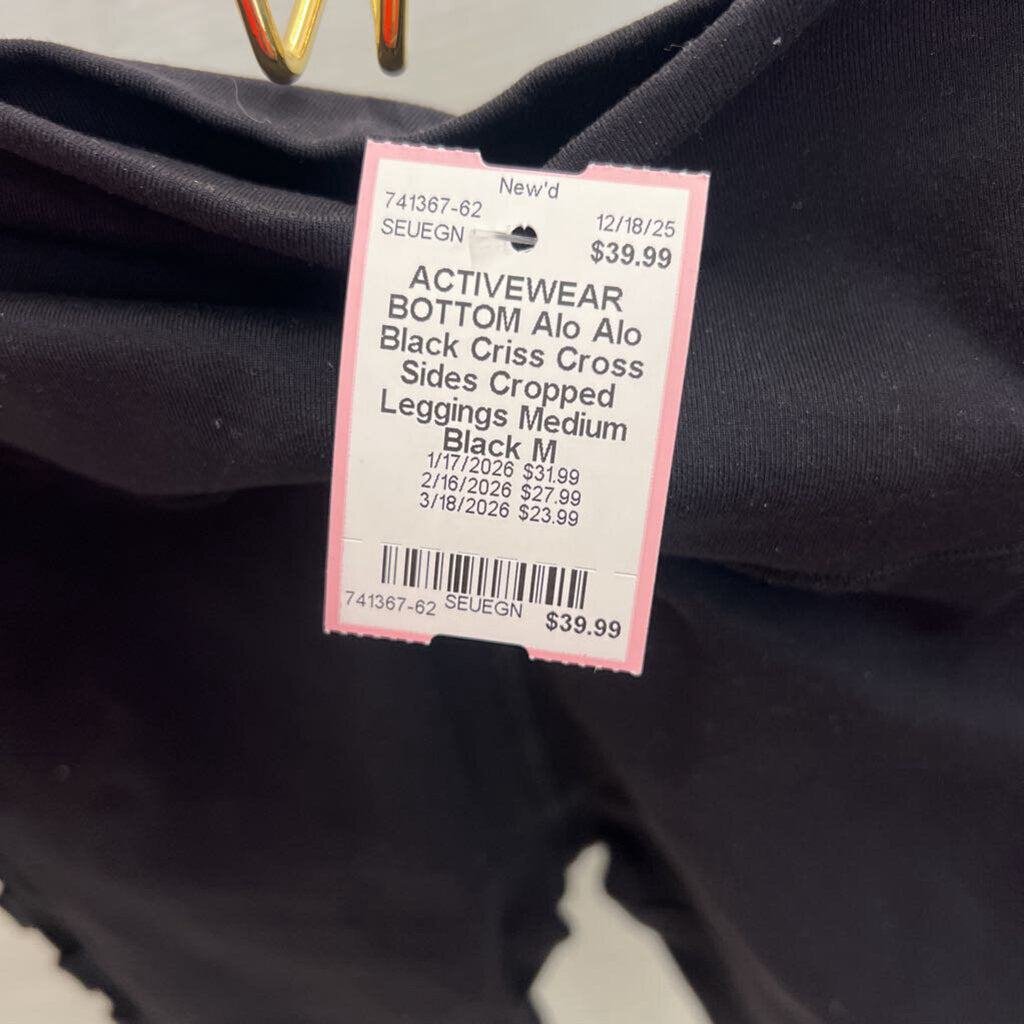 New'd
741367-62 12/18/25
SEUEGN $39.99
ACTIVEWEAR
BOTTOM Alo Alo
Black Criss Cross
Sides Cropped
Leggings Medium
Black M
1/17/2026 $31.99
2/16/2026 $27.99
3/18/2026 $23.99
741367-62 SEUEGN $39.99